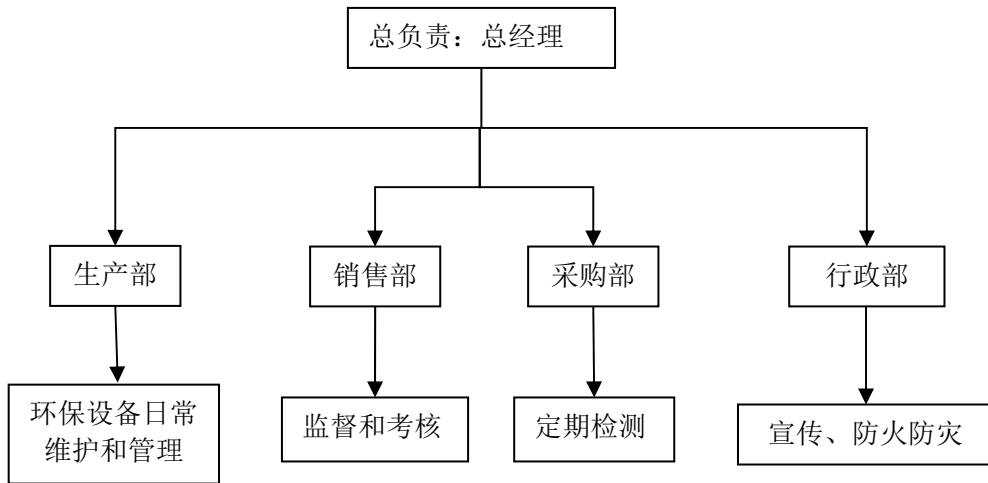 总负责：总经理
生产部
销售部
采购部
行政部
环保设备日常
维护和管理
监督和考核
定期检测
宣传、防火防灾